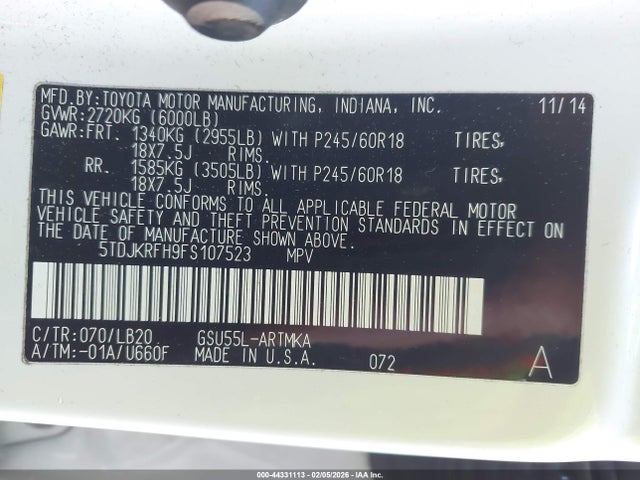 MFD.BY:TOYOTA MOTOR MANUFACTURING, INDIANA, INC. 11/14
GVWR:2720KG (6000LB)
GAWR:FRT. 1340KG (2955LB) WITH P245/60R18 TIRES,
18X7.5J RIMS.
RR. 1585KG (3505LB) WITH P245/60R18 TIRES,
18X7.5J RIMS.
THIS VEHICLE CONFORMS TO ALL APPLICABLE FEDERAL MOTOR
VEHICLE SAFETY AND THEFT PREVENTION STANDARDS IN EFFECT ON
THE DATE OF MANUFACTURE SHOWN ABOVE.
5TDJKRFH9FS107523 MPV
C/TR:070/LB20 GSU55L-ARTMKA
A/TM:-01A/U660F MADE IN U.S.A. 072 A
000-44331113 - 02/05/2026 - COPYRIGHT IAA, LLC